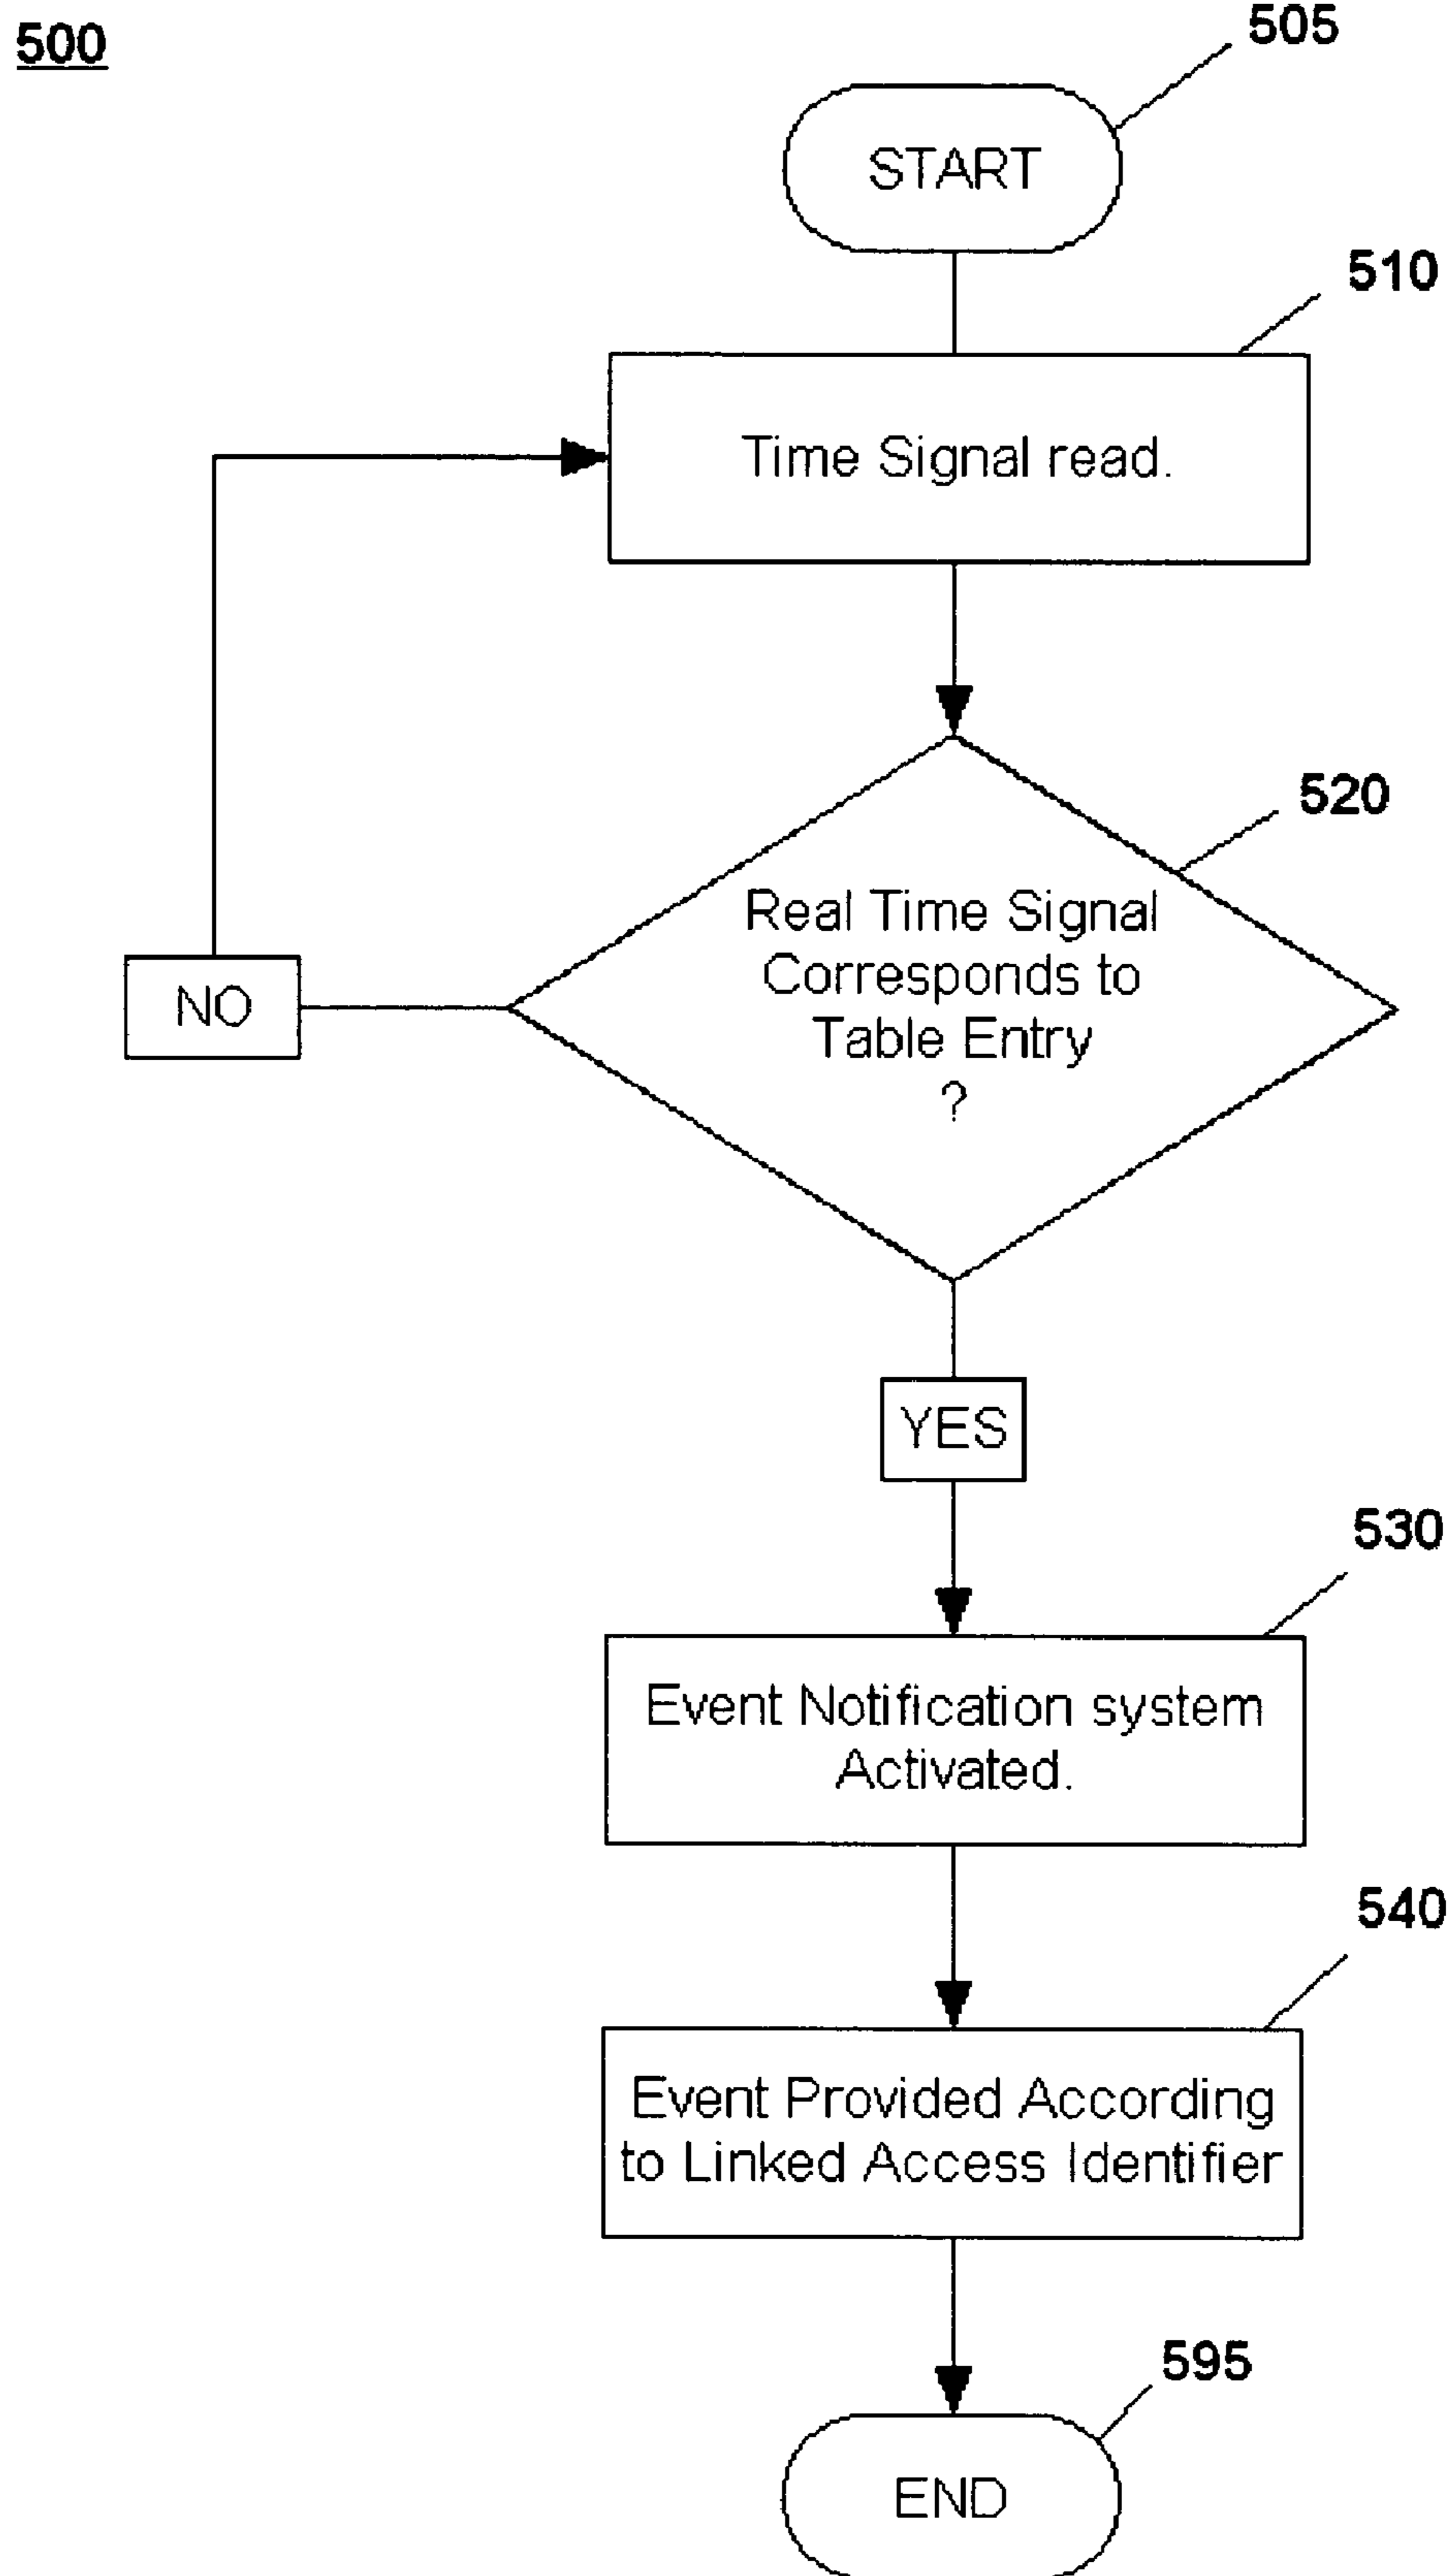 500
505
START
510
Time Signal read.
520
Real Time Signal
Corresponds to
Table Entry
?
NO
YES
530
Event Notification system
Activated.
540
Event Provided According
to Linked Access Identifier
595
END